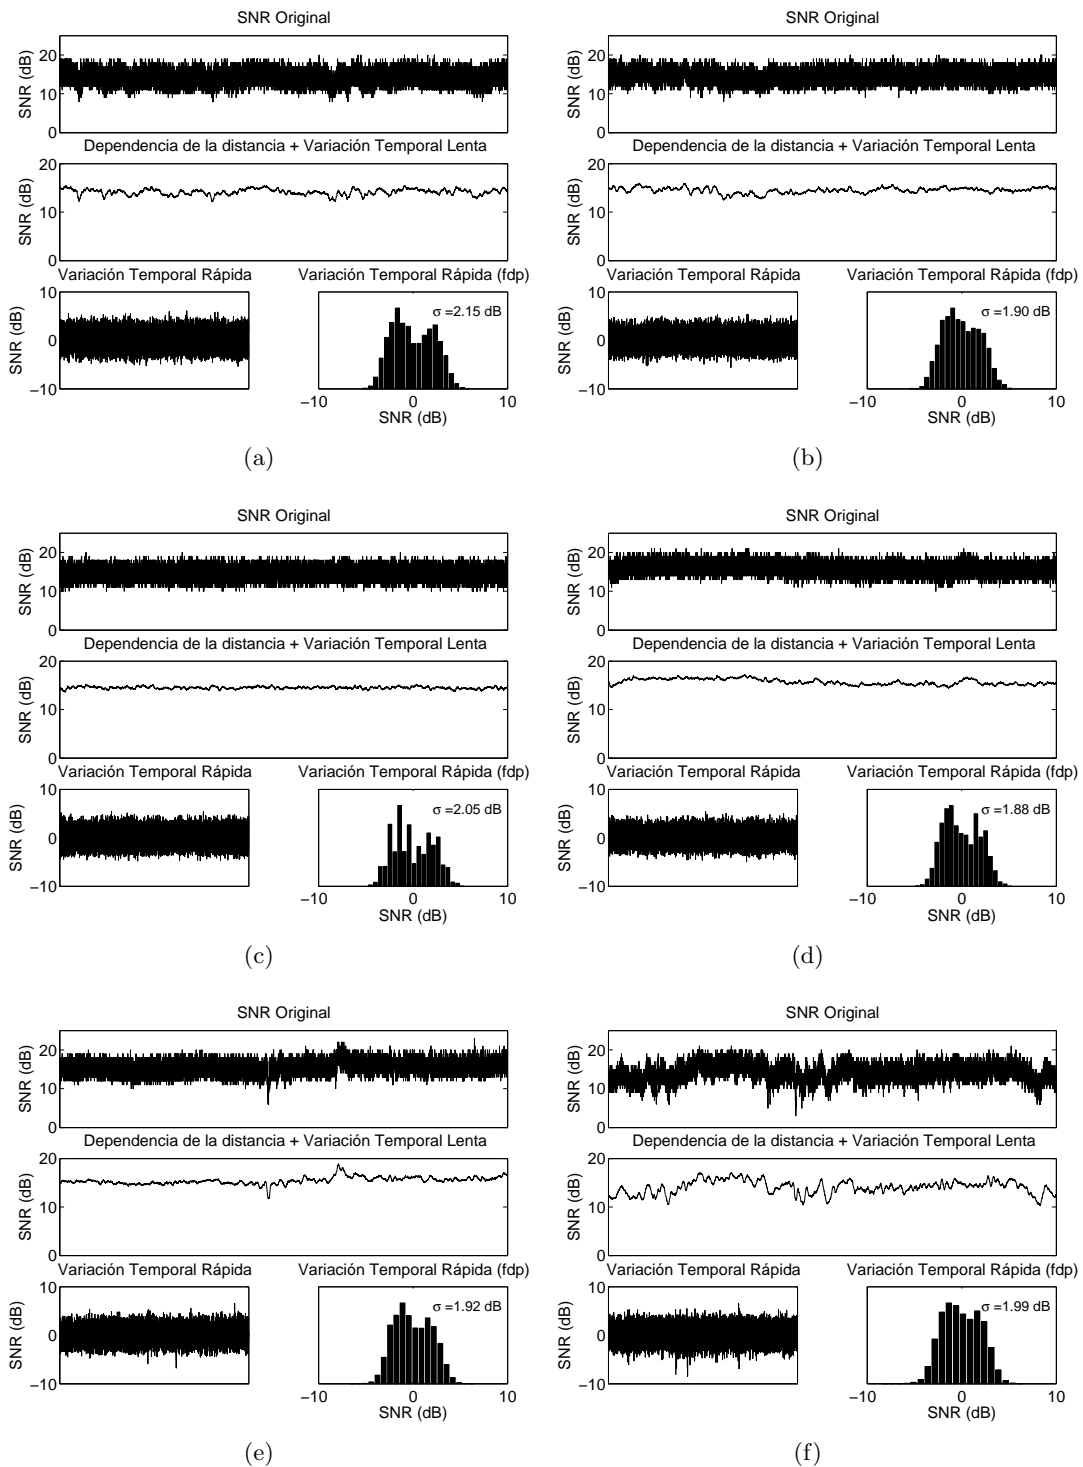 SNR Original
20
10
0
SNR (dB)
Dependencia de la distancia + Variación Temporal Lenta
20
10
0
SNR (dB)
Variación Temporal Rápida
10
0
−10
SNR (dB)
Variación Temporal Rápida (fdp)
σ =2.15 dB
−10 0 10
SNR (dB)
(a)
SNR Original
20
10
0
SNR (dB)
Dependencia de la distancia + Variación Temporal Lenta
20
10
0
SNR (dB)
Variación Temporal Rápida
10
0
−10
SNR (dB)
Variación Temporal Rápida (fdp)
σ =1.90 dB
−10 0 10
SNR (dB)
(b)
SNR Original
20
10
0
SNR (dB)
Dependencia de la distancia + Variación Temporal Lenta
20
10
0
SNR (dB)
Variación Temporal Rápida
10
0
−10
SNR (dB)
Variación Temporal Rápida (fdp)
σ =2.05 dB
−10 0 10
SNR (dB)
(c)
SNR Original
20
10
0
SNR (dB)
Dependencia de la distancia + Variación Temporal Lenta
20
10
0
SNR (dB)
Variación Temporal Rápida
10
0
−10
SNR (dB)
Variación Temporal Rápida (fdp)
σ =1.88 dB
−10 0 10
SNR (dB)
(d)
SNR Original
20
10
0
SNR (dB)
Dependencia de la distancia + Variación Temporal Lenta
20
10
0
SNR (dB)
Variación Temporal Rápida
10
0
−10
SNR (dB)
Variación Temporal Rápida (fdp)
σ =1.92 dB
−10 0 10
SNR (dB)
(e)
SNR Original
20
10
0
SNR (dB)
Dependencia de la distancia + Variación Temporal Lenta
20
10
0
SNR (dB)
Variación Temporal Rápida
10
0
−10
SNR (dB)
Variación Temporal Rápida (fdp)
σ =1.99 dB
−10 0 10
SNR (dB)
(f)